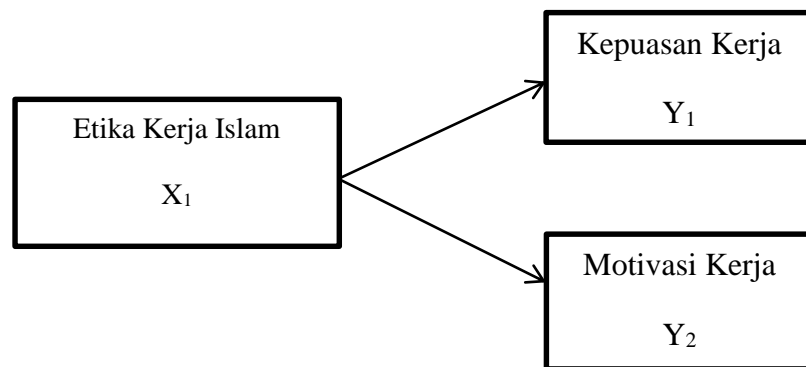 Kepuasan Kerja
Y₁
Etika Kerja Islam
X₁
Motivasi Kerja
Y₂